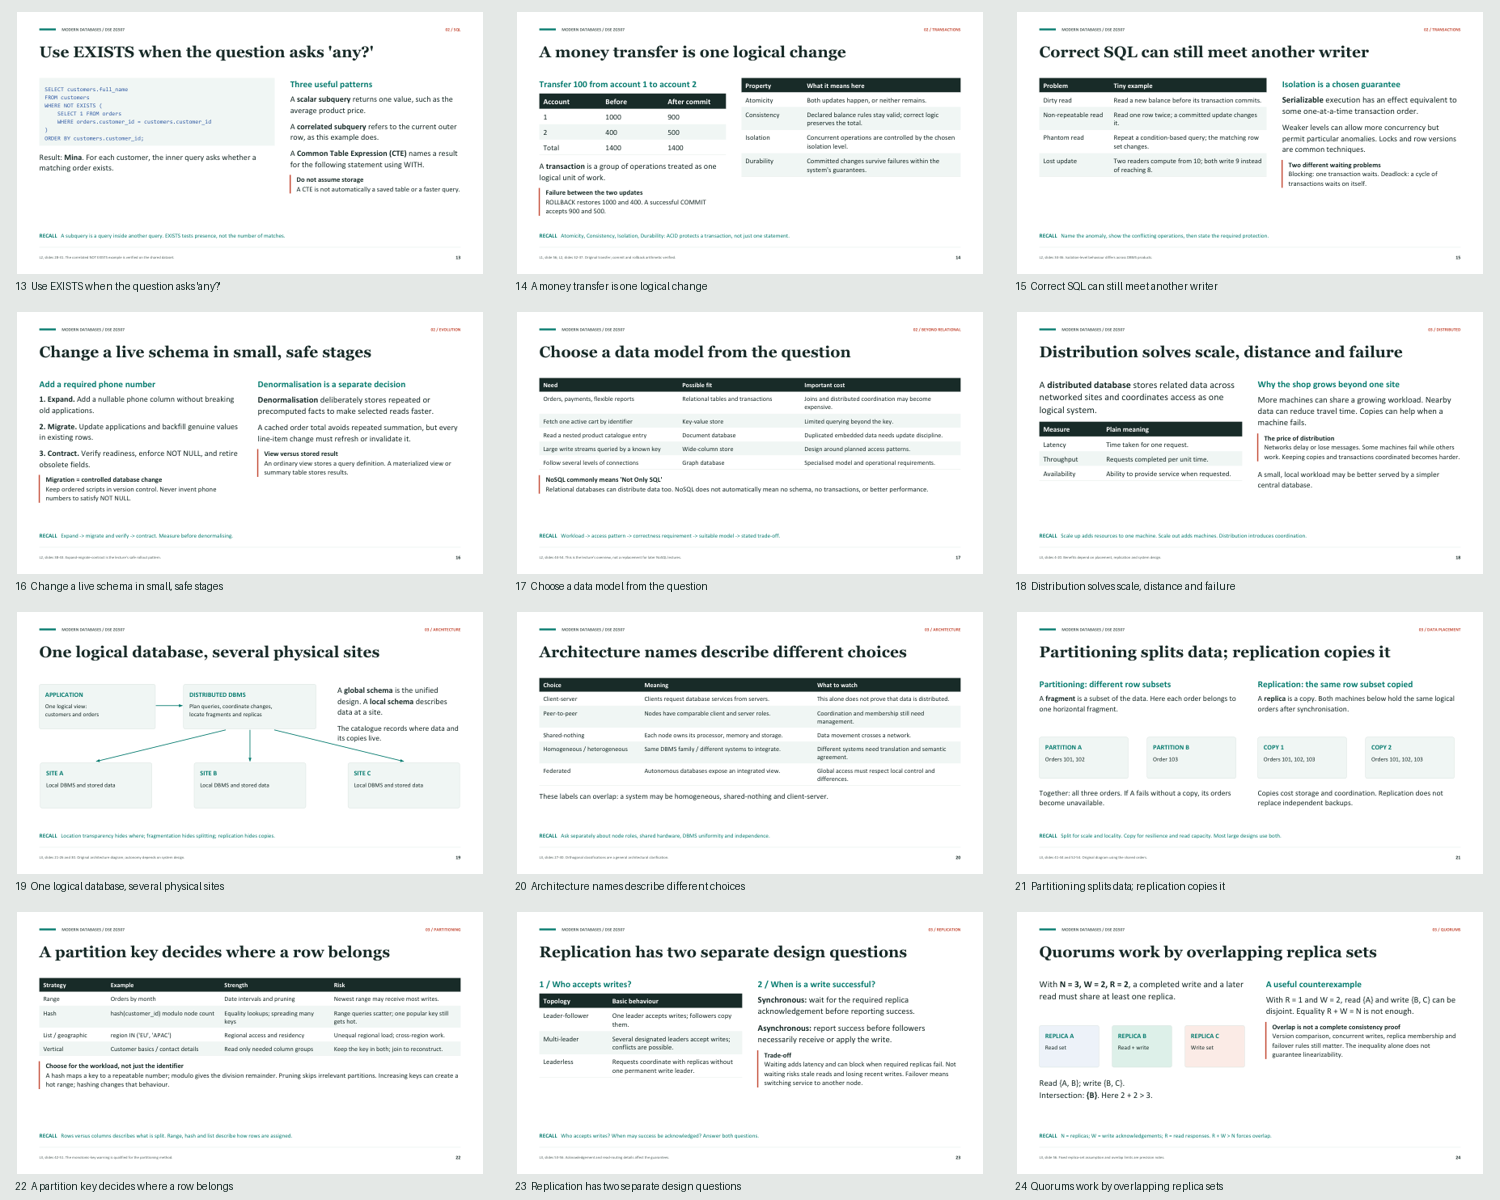 MODERN DATABASES / DSE 203XT
02 / SQL
Use EXISTS when the question asks 'any?'
SELECT customers.full_name
FROM customers
WHERE NOT EXISTS (
SELECT 1 FROM orders
WHERE orders.customer_id = customers.customer_id
)
ORDER BY customers.customer_id;
Result: Mina. For each customer, the inner query asks whether a
matching order exists.
Three useful patterns
A scalar subquery returns one value, such as the
average product price.
A correlated subquery refers to the current outer
row, as this example does.
A Common Table Expression (CTE) names a result
for the following statement using WITH.
Do not assume storage
A CTE is not automatically a saved table or a faster query.
RECALL A subquery is a query inside another query. EXISTS tests presence, not the number of matches.
13
13 Use EXISTS when the question asks 'any?'
02 / TRANSACTIONS
A money transfer is one logical change
Transfer 100 from account 1 to account 2
Account Before After commit
1 1000 900
2 400 500
Total 1400 1400
A transaction is a group of operations treated as one
logical unit of work.
Failure between the two updates
ROLLBACK restores 1000 and 400. A successful COMMIT
accepts 900 and 500.
Property What it means here
Atomicity Both updates happen, or neither remains.
Consistency Declared balance rules stay valid; correct logic
preserves the total.
Isolation Concurrent operations are controlled by the chosen
isolation level.
Durability Committed changes survive failures within the
system's guarantees.
RECALL Atomicity, Consistency, Isolation, Durability: ACID protects a transaction, not just one statement.
14
14 A money transfer is one logical change
02 / TRANSACTIONS
Correct SQL can still meet another writer
Problem Tiny example
Dirty read Read a new balance before its transaction commits.
Non-repeatable read Read one row twice; a committed update changes
it.
Phantom read Repeat a condition-based query; the matching row
set changes.
Lost update Two readers compute from 10; both write 9 instead
of reaching 8.
Isolation is a chosen guarantee
Serializable execution has an effect equivalent to
some one-at-a-time transaction order.
Weaker levels can allow more concurrency but
permit particular anomalies. Locks and row versions
are common techniques.
Two different waiting problems
Blocking: one transaction waits. Deadlock: a cycle of
transactions waits on itself.
RECALL Name the anomaly, show the conflicting operations, then state the required protection.
15
15 Correct SQL can still meet another writer
02 / EVOLUTION
Change a live schema in small, safe stages
Add a required phone number
1. Expand. Add a nullable phone column without breaking
old applications.
2. Migrate. Update applications and backfill genuine values
in existing rows.
3. Contract. Verify readiness, enforce NOT NULL, and retire
obsolete fields.
Migration = controlled database change
Keep ordered scripts in version control. Never invent phone
numbers to satisfy NOT NULL.
Denormalisation is a separate decision
Denormalisation deliberately stores repeated or
precomputed facts to make selected reads faster.
A cached order total avoids repeated summation, but every
line-item change must refresh or invalidate it.
View versus stored result
An ordinary view stores a query definition. A materialized view or
summary table stores results.
RECALL Expand -> migrate and verify -> contract. Measure before denormalising.
16
16 Change a live schema in small, safe stages
02 / BEYOND RELATIONAL
Choose a data model from the question
Need Possible fit Important cost
Orders, payments, flexible reports Relational tables and transactions Joins and distributed coordination may become
expensive.
Fetch one active cart by identifier Key-value store Limited querying beyond the key.
Read a nested product catalogue entry Document database Duplicated embedded data needs update discipline.
Large write streams queried by a known key Wide-column store Design around planned access patterns.
Follow several levels of connections Graph database Specialised model and operational requirements.
NoSQL commonly means 'Not Only SQL'
Relational databases can distribute data too. NoSQL does not automatically mean no schema, no transactions, or better performance.
RECALL Workload -> access pattern -> correctness requirement -> suitable model -> stated trade-off.
17
17 Choose a data model from the question
03 / DISTRIBUTED
Distribution solves scale, distance and failure
A distributed database stores related data across
networked sites and coordinates access as one
logical system.
Measure Plain meaning
Latency Time taken for one request.
Throughput Requests completed per unit time.
Availability Ability to provide service when requested.
Why the shop grows beyond one site
More machines can share a growing workload. Nearby
data can reduce travel time. Copies can help when a
machine fails.
The price of distribution
Networks delay or lose messages. Some machines fail while others
work. Keeping copies and transactions coordinated becomes harder.
A small, local workload may be better served by a simpler
central database.
RECALL Scale up adds resources to one machine. Scale out adds machines. Distribution introduces coordination.
18
18 Distribution solves scale, distance and failure
03 / ARCHITECTURE
One logical database, several physical sites
APPLICATION
One logical view:
customers and orders
DISTRIBUTED DBMS
Plan queries, coordinate changes,
locate fragments and replicas
A global schema is the unified
design. A local schema describes
data at a site.
The catalogue records where data and
its copies live.
SITE A
Local DBMS and stored data
SITE B
Local DBMS and stored data
SITE C
Local DBMS and stored data
RECALL Location transparency hides where; fragmentation hides splitting; replication hides copies.
19
19 One logical database, several physical sites
03 / ARCHITECTURE
Architecture names describe different choices
Choice Meaning What to watch
Client-server Clients request database services from servers. This alone does not prove that data is distributed.
Peer-to-peer Nodes have comparable client and server roles. Coordination and membership still need
management.
Shared-nothing Each node owns its processor, memory and storage. Data movement crosses a network.
Homogeneous / heterogeneous Same DBMS family / different systems to integrate. Different systems need translation and semantic
agreement.
Federated Autonomous databases expose an integrated view. Global access must respect local control and
differences.
These labels can overlap: a system may be homogeneous, shared-nothing and client-server.
RECALL Ask separately about node roles, shared hardware, DBMS uniformity and independence.
20
20 Architecture names describe different choices
03 / DATA PLACEMENT
Partitioning splits data; replication copies it
Partitioning: different row subsets
A fragment is a subset of the data. Here each order belongs to
one horizontal fragment.
Replication: the same row subset copied
A replica is a copy. Both machines below hold the same logical
orders after synchronisation.
PARTITION A
Orders 101, 102
PARTITION B
Order 103
COPY 1
Orders 101, 102, 103
COPY 2
Orders 101, 102, 103
Together: all three orders. If A fails without a copy, its orders
become unavailable.
Copies cost storage and coordination. Replication does not
replace independent backups.
RECALL Split for scale and locality. Copy for resilience and read capacity. Most large designs use both.
21
21 Partitioning splits data; replication copies it
03 / PARTITIONING
A partition key decides where a row belongs
Strategy Example Strength Risk
Range Orders by month Date intervals and pruning Newest range may receive most writes.
Hash hash(customer_id) modulo node count Equality lookups; spreading many
keys Range queries scatter; one popular key still
gets hot.
List / geographic region IN ('EU', 'APAC') Regional access and residency Unequal regional load; cross-region work.
Vertical Customer basics / contact details Read only needed column groups Keep the key in both; join to reconstruct.
Choose for the workload, not just the identifier
A hash maps a key to a repeatable number; modulo gives the division remainder. Pruning skips irrelevant partitions. Increasing keys can create a
hot range; hashing changes that behaviour.
RECALL Rows versus columns describes what is split. Range, hash and list describe how rows are assigned.
22
22 A partition key decides where a row belongs
03 / REPLICATION
Replication has two separate design questions
1 / Who accepts writes?
Topology Basic behaviour
Leader-follower One leader accepts writes; followers copy
them.
Multi-leader Several designated leaders accept writes;
conflicts are possible.
Leaderless Requests coordinate with replicas without
one permanent write leader.
2 / When is a write successful?
Synchronous: wait for the required replica
acknowledgement before reporting success.
Asynchronous: report success before followers
necessarily receive or apply the write.
Trade-off
Waiting adds latency and can block when required replicas fail. Not
waiting risks stale reads and losing recent writes. Failover means
switching service to another node.
RECALL Who accepts writes? When may success be acknowledged? Answer both questions.
23
23 Replication has two separate design questions
03 / QUORUMS
Quorums work by overlapping replica sets
With N = 3, W = 2, R = 2, a completed write and a later
read must share at least one replica.
REPLICA A
Read set
REPLICA B
Read + write
REPLICA C
Write set
Read {A, B}; write {B, C}.
Intersection: {B}. Here 2 + 2 > 3.
A useful counterexample
With R = 1 and W = 2, read {A} and write {B, C} can be
disjoint. Equality R + W = N is not enough.
Overlap is not a complete consistency proof
Version comparison, concurrent writes, replica membership and
failover rules still matter. The inequality alone does not
guarantee linearizability.
RECALL N = replicas; W = write acknowledgements; R = read responses. R + W > N forces overlap.
24
24 Quorums work by overlapping replica sets